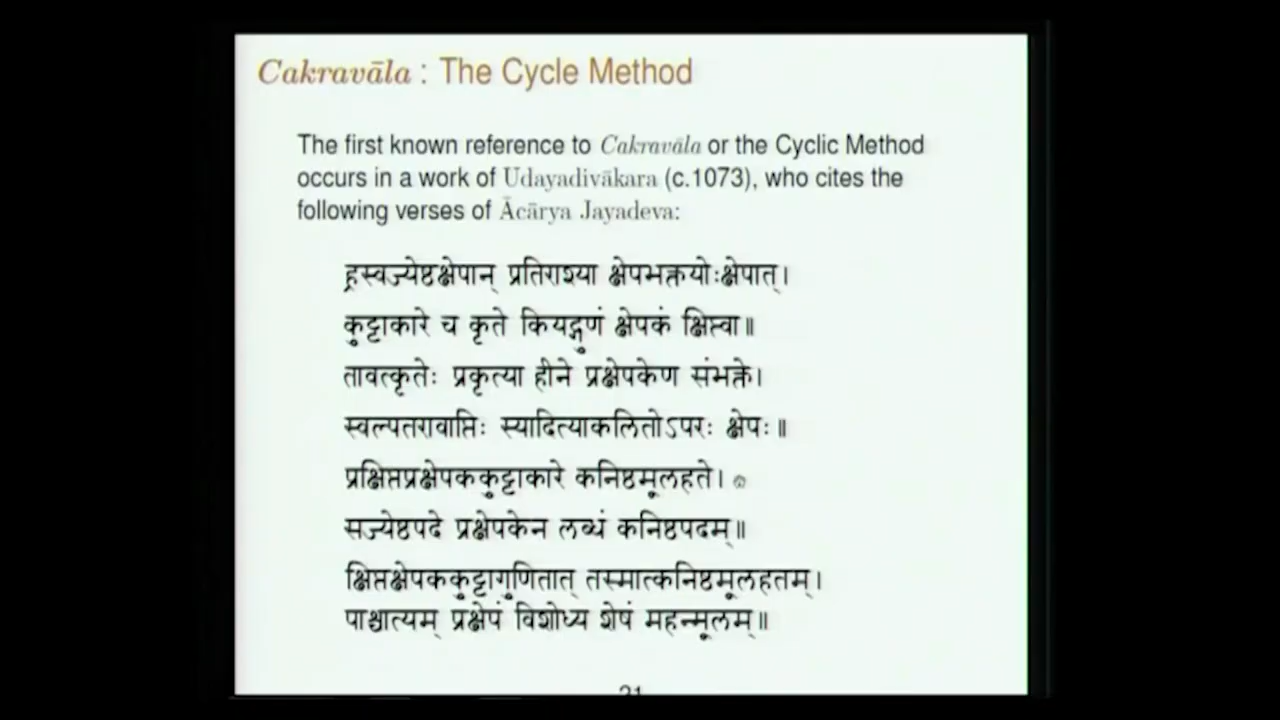 Cakravāla : The Cycle Method
The first known reference to Cakravāla or the Cyclic Method
occurs in a work of Udayadivākara (c.1073), who cites the
following verses of Ācārya Jayadeva:
ह्रस्वज्येष्ठक्षेपान् प्रतिराश्या क्षेपभक्तयोःक्षेपात्।
कुट्टाकारे च कृते कियद्गुणं क्षेपकं क्षिप्त्वा॥
तावत्कृतेः प्रकृत्या हीने प्रक्षेपकेण संभक्ते।
स्वल्पतरावाप्तिः स्यादित्याकलितोऽपरः क्षेपः॥
प्रक्षिप्तप्रक्षेपककुट्टाकारे कनिष्ठमूलहते।
सज्येष्ठपदे प्रक्षेपकेन लब्धं कनिष्ठपदम्॥
क्षिप्तक्षेपककुट्टागुणितात् तस्मात्कनिष्ठमूलहतम्।
पाश्चात्यम् प्रक्षेपं विशोध्य शेषं महन्मूलम्॥